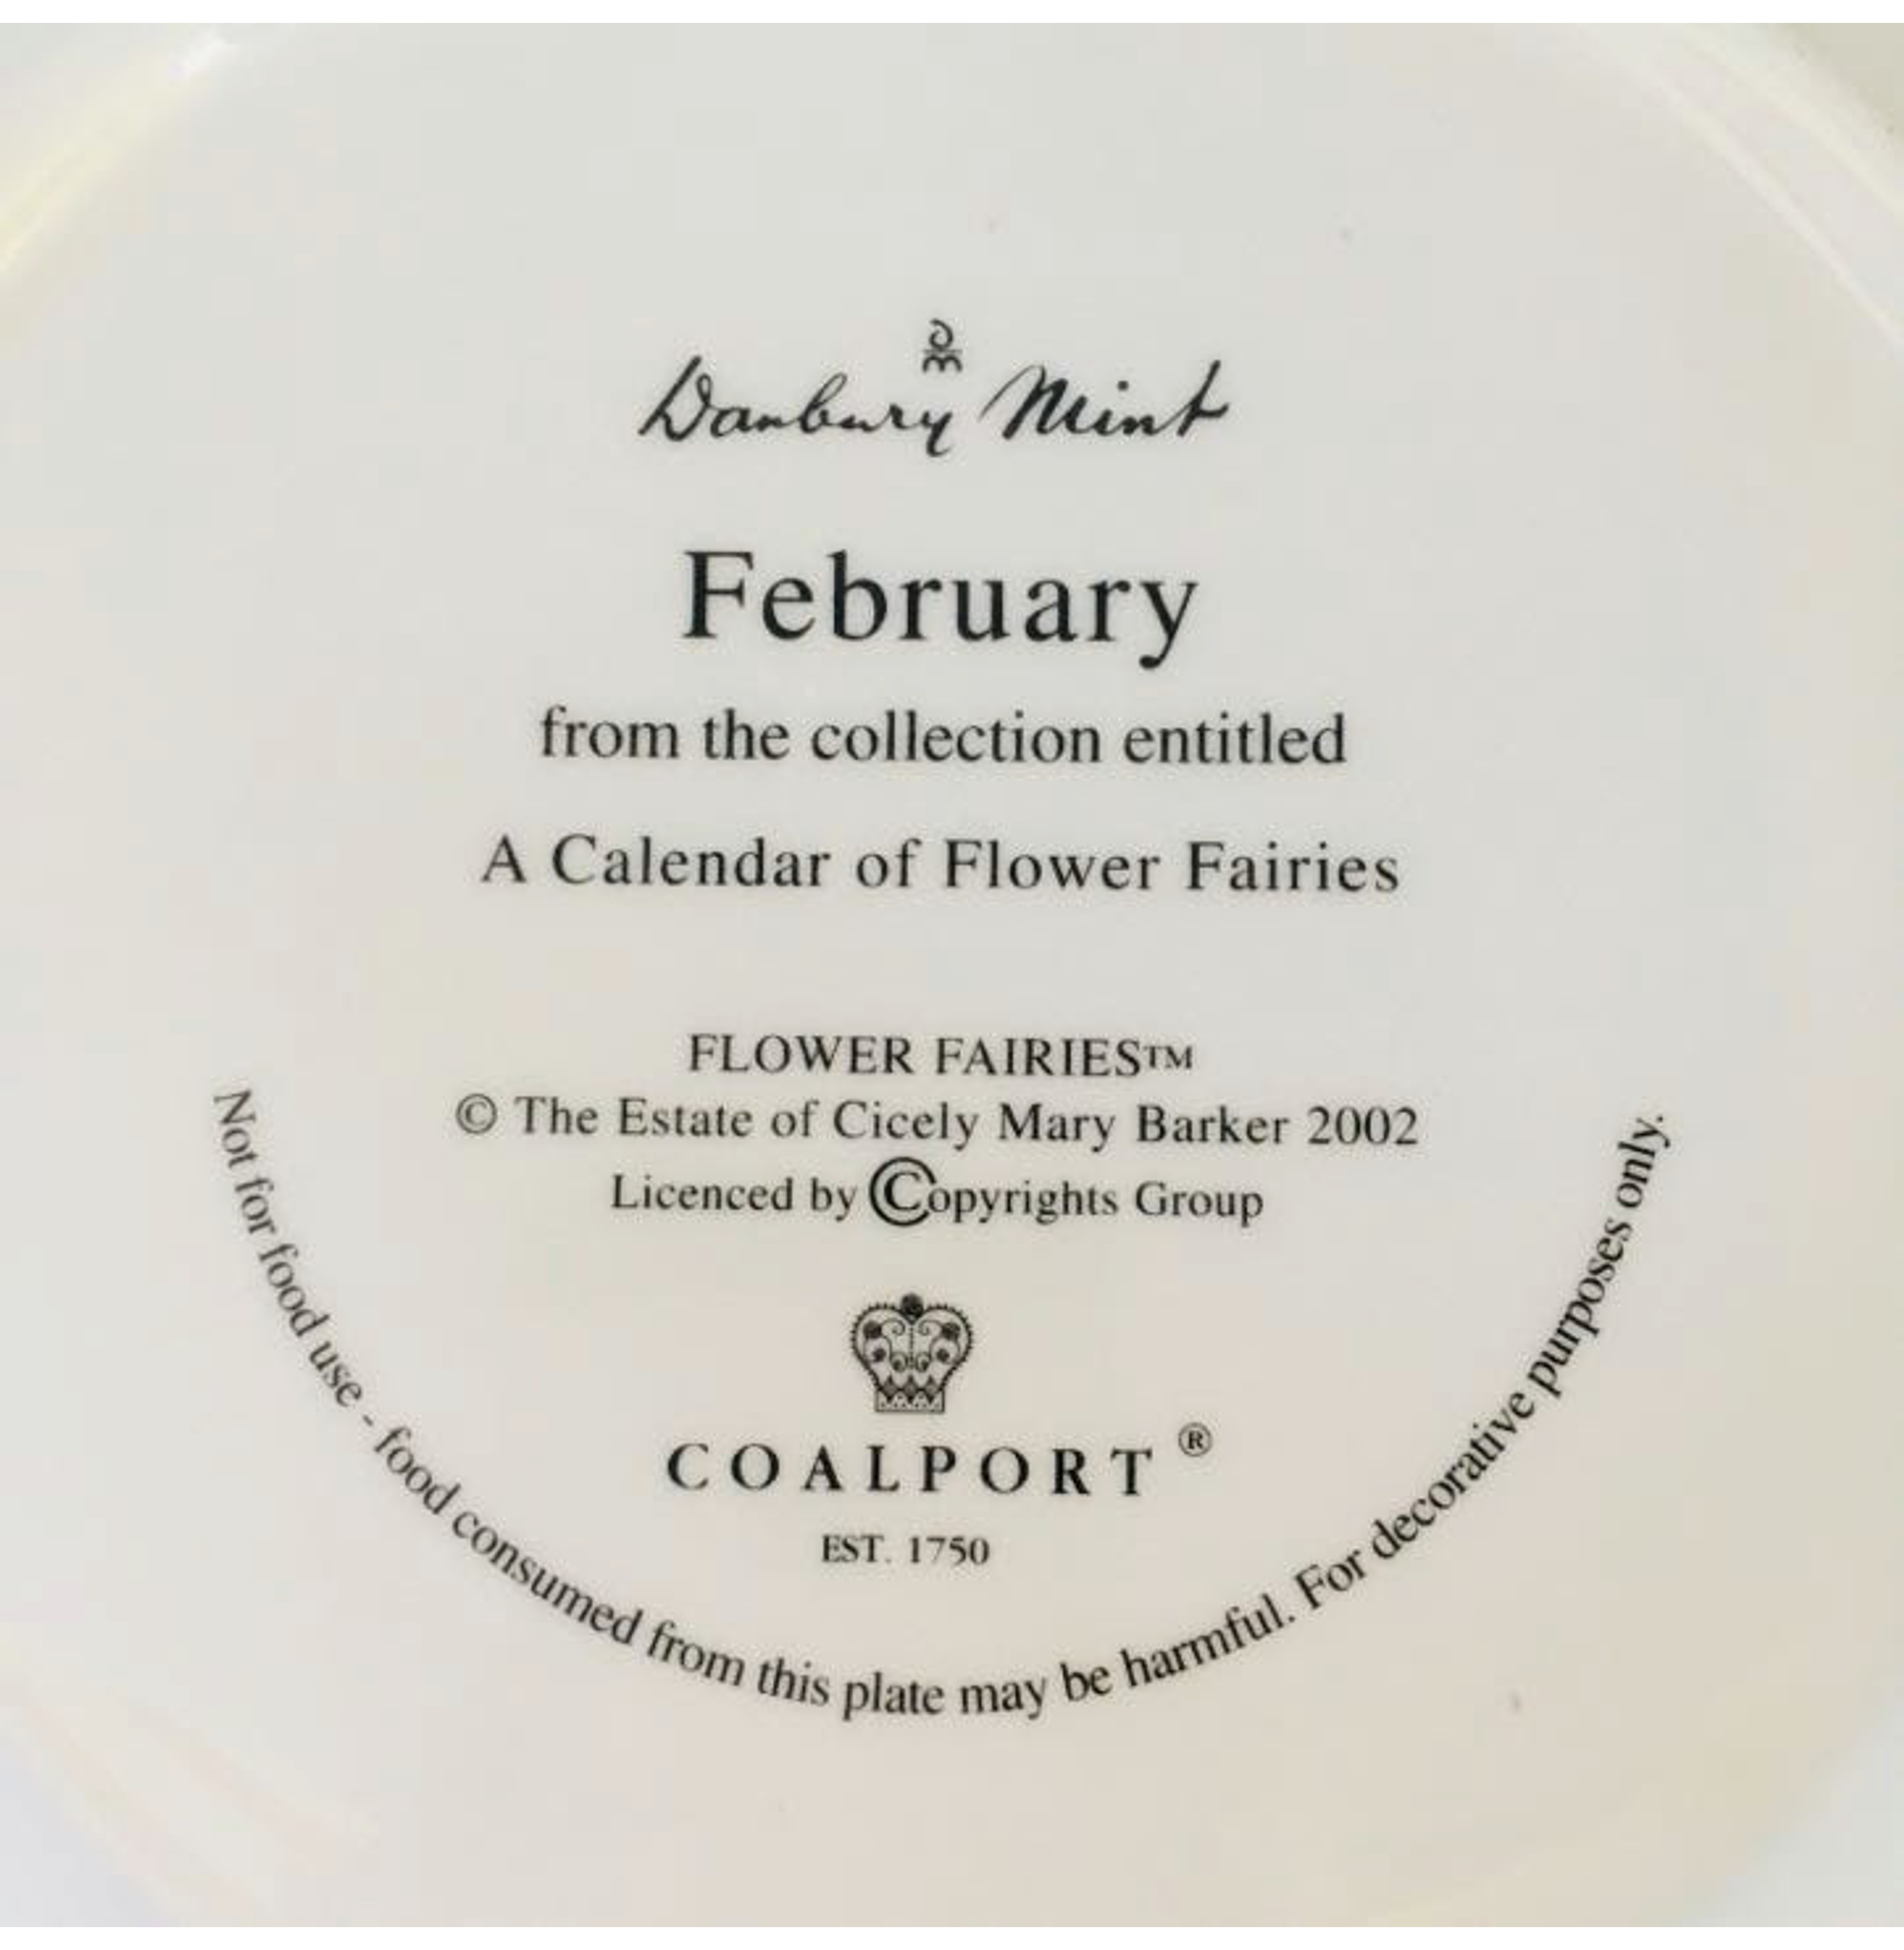 Danbury Mint
February
from the collection entitled
A Calendar of Flower Fairies
FLOWER FAIRIES™
© The Estate of Cicely Mary Barker 2002
Licenced by ©opyrights Group
COALPORT®
EST. 1750
Not for food use - food consumed from this plate may be harmful. For decorative purposes only.